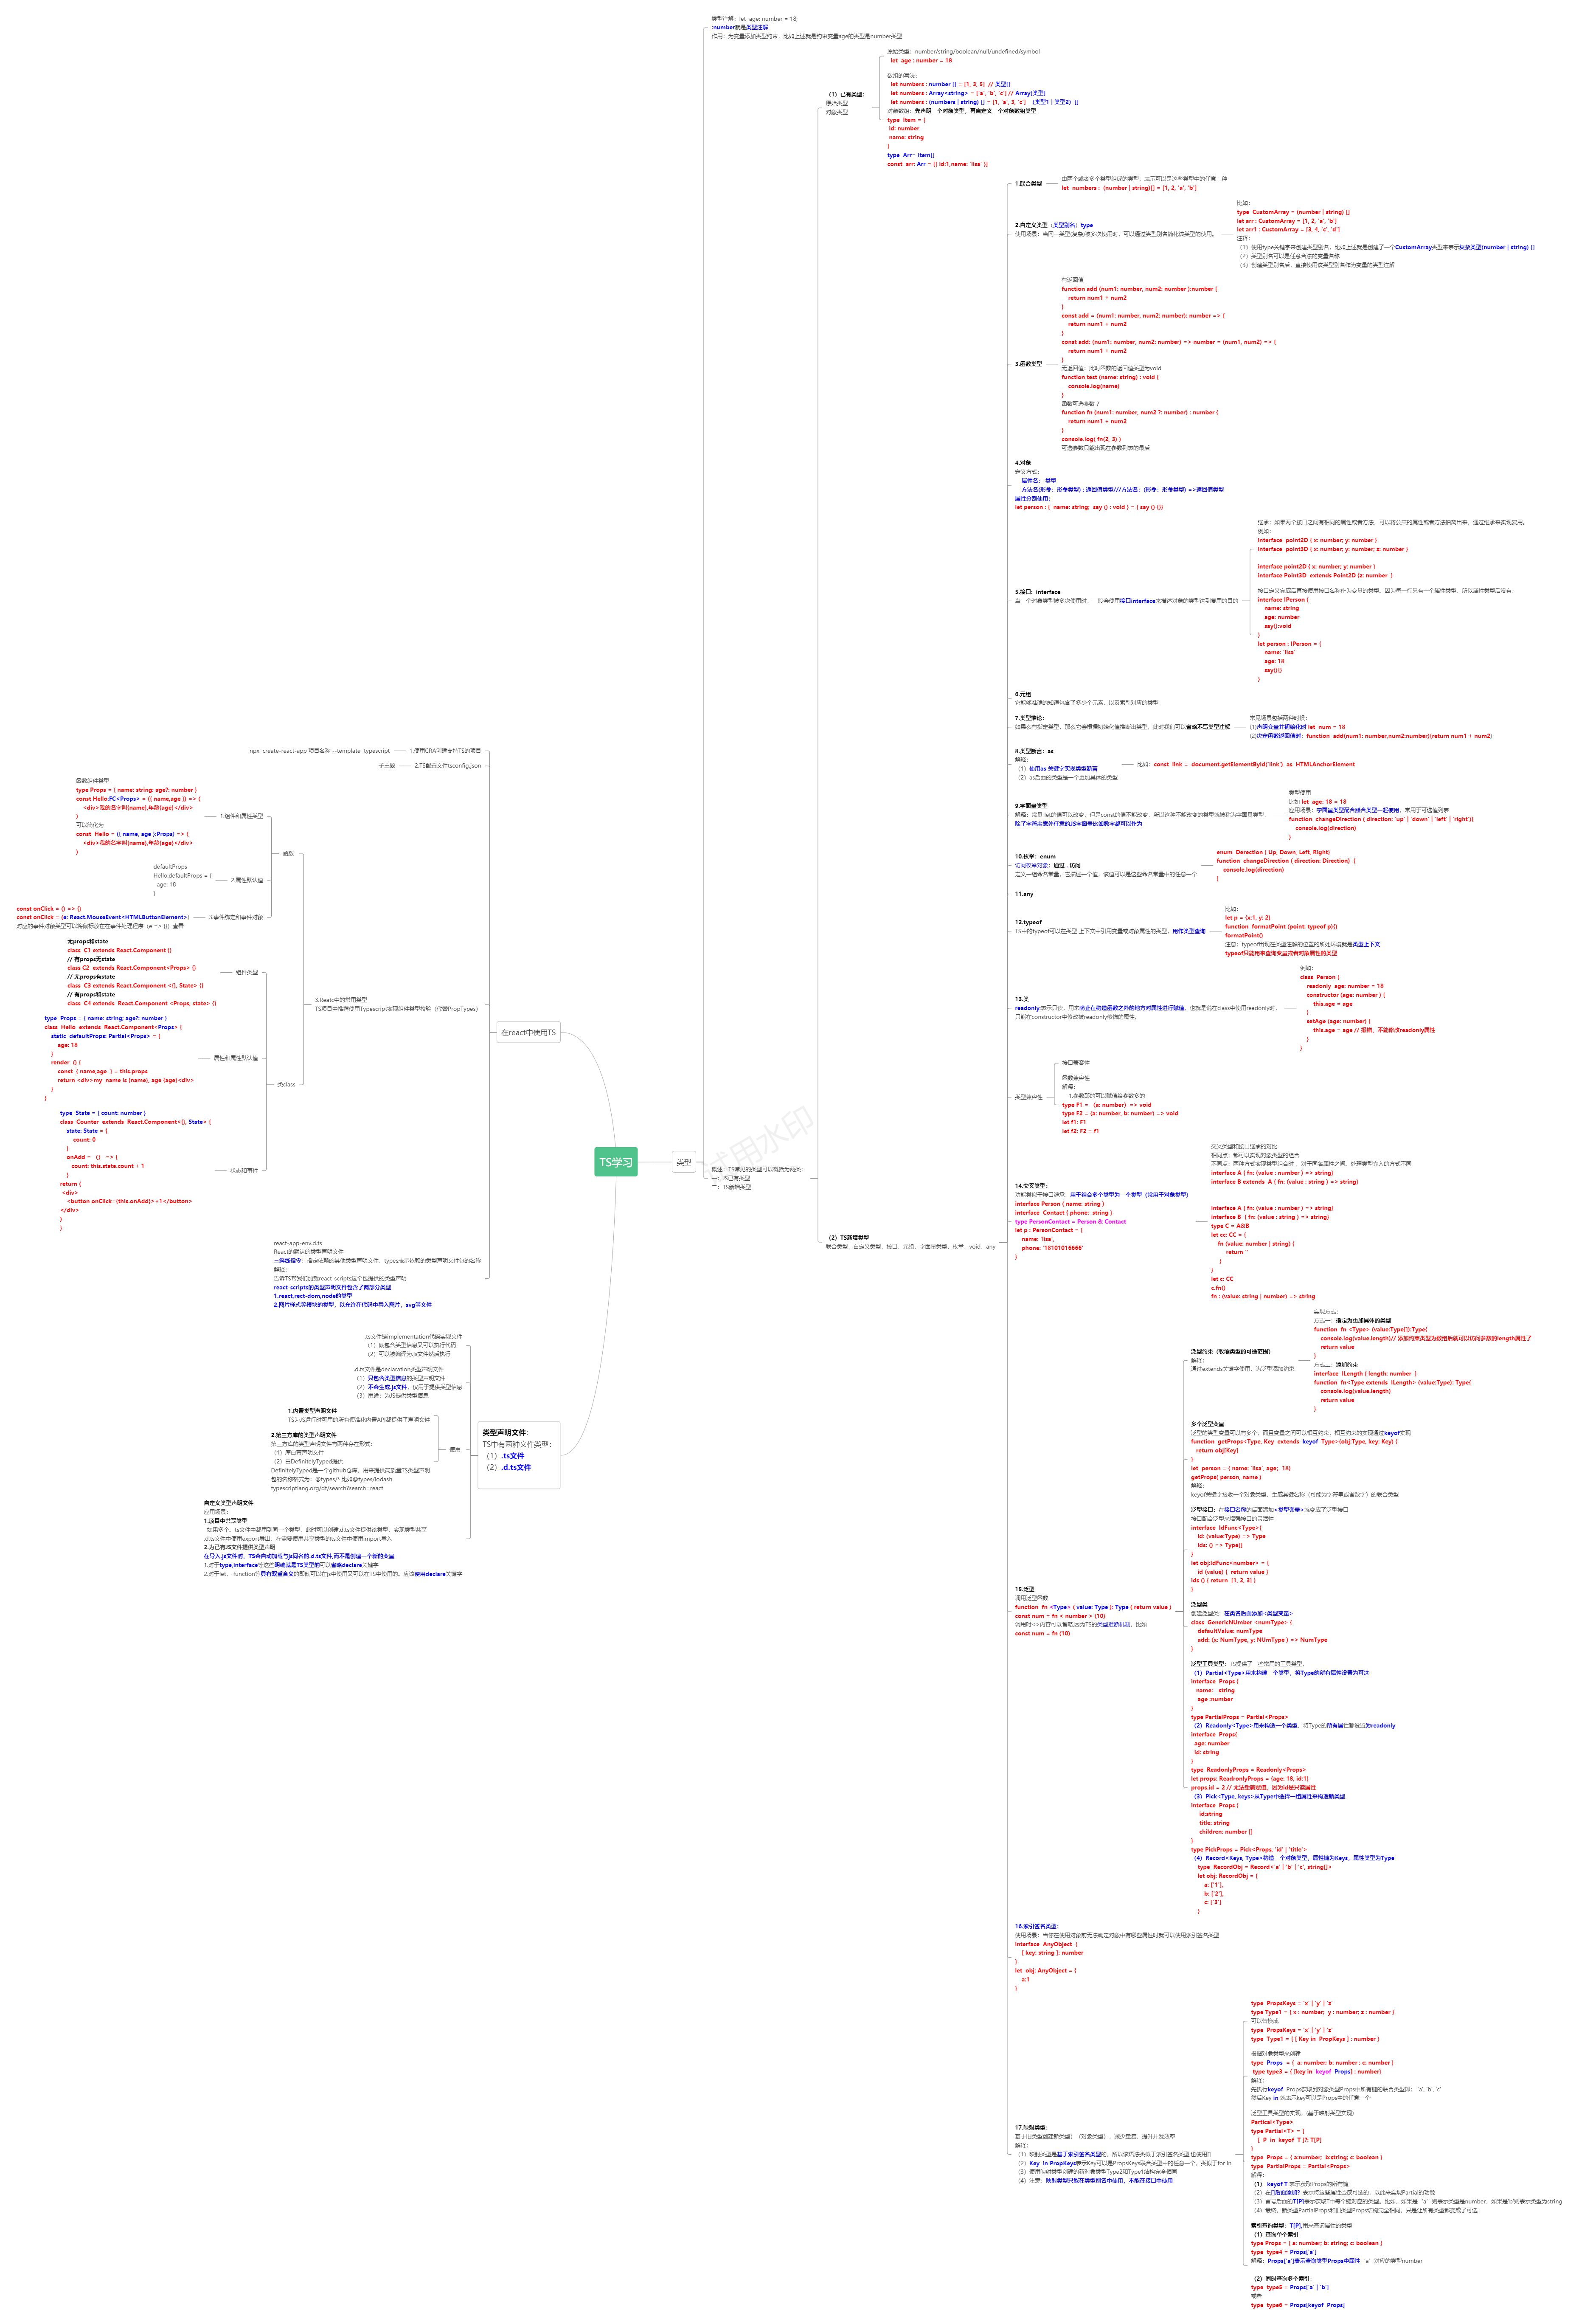 TS学习
类型
类型注解：let  age: number = 18;
:number就是类型注解
作用：为变量添加类型约束，比如上述就是约束变量age的类型是number类型
概述：TS常见的类型可以概括为两类：
一：JS已有类型
二：TS新增类型
（1）已有类型：
原始类型
对象类型
原始类型：number/string/boolean/null/undefined/symbol
let  age : number = 18
数组的写法：
let numbers : number [] = [1, 3, 5]  // 类型[]
let numbers : Array<string> = ['a', 'b', 'c'] // Array[类型]
let numbers : (numbers | string) [] = [1, 'a', 3, 'c']   (类型1 | 类型2)  []
对象数组：先声明一个对象类型，再自定义一个对象数组类型
type  Item = {
id: number
name: string
}
type  Arr= Item[]
const  arr: Arr = [{ id:1,name: 'lisa' }]
（2）TS新增类型
联合类型，自定义类型，接口，元组，字面量类型，枚举，void，any
1.联合类型
由两个或者多个类型组成的类型，表示可以是这些类型中的任意一种
let  numbers :  (number | string)[] = [1, 2, 'a', 'b']
2.自定义类型（类型别名）type
使用场景：当同一类型(复杂)被多次使用时，可以通过类型别名简化该类型的使用。
比如：
type  CustomArray = (number | string) []
let arr : CustomArray = [1, 2, 'a', 'b']
let arr1 : CustomArray = [3, 4, 'c', 'd']
注释：
（1）使用type关键字来创建类型别名，比如上述就是创建了一个CustomArray类型来表示复杂类型(number | string) []
（2）类型别名可以是任意合法的变量名称
（3）创建类型别名后，直接使用该类型别名作为变量的类型注解
3.函数类型
有返回值
function add (num1: number, num2: number ):number {
return num1 + num2
}
const add = (num1: number, num2: number): number => {
return num1 + num2
}
const add: (num1: number, num2: number) => number = (num1, num2) => {
return num1 + num2
}
无返回值：此时函数的返回值类型为void
function test (name: string) : void {
console.log(name)
}
函数可选参数 ?
function fn (num1: number, num2 ?: number) : number {
return num1 + num2
}
console.log( fn(2, 3) )
可选参数只能出现在参数列表的最后
4.对象
定义方式：
属性名： 类型
方法名(形参：形参类型) : 返回值类型///方法名：(形参：形参类型) =>返回值类型
属性分割使用;
let person : {  name: string;  say () : void } = { say () {}}
5.接口：interface
当一个对象类型被多次使用时，一般会使用接口interface来描述对象的类型达到复用的目的
继承：如果两个接口之间有相同的属性或者方法，可以将公共的属性或者方法抽离出来，通过继承来实现复用。
例如：
interface  point2D { x: number; y: number }
interface  point3D { x: number; y: number; z: number }
interface point2D { x: number; y: number }
interface Point3D  extends Point2D {z: number  }
接口定义完成后直接使用接口名称作为变量的类型。因为每一行只有一个属性类型，所以属性类型后没有;
interface IPerson {
name: string
age: number
say():void
}
let person : IPerson = {
name: 'lisa'
age: 18
say(){}
}
6.元组
它能够准确的知道包含了多少个元素，以及索引对应的类型
7.类型推论：
如果么有指定类型，那么它会根据初始化值推断出类型，此时我们可以省略不写类型注解
常见场景包括两种时候：
(1)声明变量并初始化时 let  num = 18
(2)决定函数返回值时：function  add(num1: number,num2:number){return num1 + num2}
8.类型断言：as
解释：
（1）使用as 关键字实现类型断言
（2）as后面的类型是一个更加具体的类型
比如：const  link =  document.getElementById('link')  as  HTMLAnchorElement
9.字面量类型
解释：常量 let的值可以改变，但是const的值不能改变，所以这种不能改变的类型就被称为字面量类型，
除了字符串意外任意的JS字面量比如数字都可以作为
类型使用
比如 let  age: 18 = 18
应用场景：字面量类型配合联合类型一起使用，常用于可选值列表
function  changeDirection ( direction: 'up' | 'down' | 'left' | 'right'){
console.log(direction)
}
10.枚举：enum
访问枚举对象：通过 . 访问
定义一组命名常量，它描述一个值，该值可以是这些命名常量中的任意一个
enum  Derection { Up, Down, Left, Right}
function  changeDirection ( direction: Direction)  {
console.log(direction)
}
11.any
12.typeof
TS中的typeof可以在类型 上下文中引用变量或对象属性的类型，用作类型查询
比如：
let p = {x:1, y: 2}
function  formatPoint (point: typeof p){}
formatPoint()
注意：typeof出现在类型注解的位置的所处环境就是类型上下文
typeof只能用来查询变量或者对象属性的类型
13.类
readonly:表示只读，用来防止在构造函数之外的地方对属性进行赋值，也就是说在class中使用readonly时，
只能在constructor中修改被readonly修饰的属性。
例如：
class  Person {
readonly  age: number = 18
constructor (age: number ) {
this.age = age
}
setAge (age: number) {
this.age = age // 报错，不能修改readonly属性
}
}
类型兼容性
接口兼容性
函数兼容性
解释：
1.参数部的可以赋值给参数多的
type F1 =  (a: number)  => void
type F2 = (a: number, b: number) => void
let f1: F1
let f2: F2 = f1
14.交叉类型：
功能类似于接口继承，用于组合多个类型为一个类型（常用于对象类型）
interface Person { name: string }
interface  Contact { phone:  string }
type PersonContact = Person & Contact
let p : PersonContact = {
name: 'lisa',
phone: '18101016666'
}
交叉类型和接口继承的对比
相同点：都可以实现对象类型的组合
不同点：两种方式实现类型组合时，对于同名属性之间，处理类型充入的方式不同
interface A { fn: (value : number ) => string}
interface B extends  A { fn: (value : string ) => string}
interface A { fn: (value : number ) => string}
interface B  { fn: (value : string ) => string}
type C = A&B
let cc: CC = {
fn (value: number | string) {
return ''
}
}
let c: CC
c.fn()
fn : (value: string | number) => string
15.泛型
调用泛型函数
function  fn <Type> ( value: Type ): Type { return value }
const num = fn < number > (10)
调用时<>内容可以省略,因为TS的类型推断机制，比如
const num = fn (10)
泛型约束（收缩类型的可选范围）
解释：
通过extends关键字使用，为泛型添加约束
实现方式：
方式一：指定为更加具体的类型
function  fn <Type> (value:Type[]):Type{
console.log(value.length)// 添加约束类型为数组后就可以访问参数的length属性了
return value
}
方式二：添加约束
interface  ILength { length: number  }
function  fn<Type extends  ILength> (value:Type): Type{
console.log(value.length)
return value
}
多个泛型变量
泛型的类型变量可以有多个，而且变量之间可以相互约束，相互约束的实现通过keyof实现
function  getProps<Type, Key  extends  keyof  Type>(obj:Type, key: Key) {
return obj[Key]
}
let  person = { name: 'lisa', age;  18}
getProps( person, name )
解释：
keyof关键字接收一个对象类型，生成其键名称（可能为字符串或者数字）的联合类型
泛型接口：在接口名称的后面添加<类型变量>就变成了泛型接口
接口配合泛型来增强接口的灵活性
interface  IdFunc<Type>{
id: (value:Type) => Type
ids: () => Type[]
}
let obj:IdFunc<number> = {
id (value) {  return value }
ids () { return  [1, 2, 3] }
}
泛型类
创建泛型类：在类名后面添加<类型变量>
class  GenericNUmber <numType> {
defaultValue: numType
add: (x: NumType, y: NUmType ) => NumType
}
泛型工具类型：TS提供了一些常用的工具类型，
（1）Partial<Type>用来构建一个类型，将Type的所有属性设置为可选
interface  Props {
name:   string
age :number
}
type PartialProps = Partial<Props>
（2）Readonly<Type>用来构造一个类型，将Type的所有属性都设置为readonly
interface  Props{
age: number
id: string
}
type  ReadonlyProps = Readonly<Props>
let props: ReadronlyProps = {age: 18, id:1}
props.id = 2 // 无法重新赋值，因为id是只读属性
（3）Pick<Type, keys>从Type中选择一组属性来构造新类型
interface  Props {
id:string
title: string
children: number []
}
type PickProps = Pick<Props, 'id' | 'title'>
（4）Record<Keys, Type>构造一个对象类型，属性键为Keys，属性类型为Type
type  RecordObj = Record<'a' | 'b' | 'c', string[]>
let obj: RecordObj = {
a: ['1'],
b: ['2'],
c: ['3']
}
16.索引签名类型：
使用场景：当你在使用对象前无法确定对象中有哪些属性时就可以使用索引签名类型
interface  AnyObject  {
[ key: string ]: number
}
let  obj: AnyObject = {
a:1
}
17.映射类型：
基于旧类型创建新类型）（对象类型），减少重复，提升开发效率
解释：
（1）映射类型是基于索引签名类型的，所以该语法类似于索引签名类型,也使用[]
（2）Key  in PropKeys表示Key可以是PropsKeys联合类型中的任意一个，类似于for in
（3）使用映射类型创建的新对象类型Type2和Type1结构完全相同
（4）注意：映射类型只能在类型别名中使用，不能在接口中使用
type  PropsKeys = 'x' | 'y' | 'z'
type Type1 = { x : number;  y : number; z : number }
可以替换成
type  PropsKeys = 'x' | 'y' | 'z'
type  Type1 = { [ Key in  PropKeys ] : number }
根据对象类型来创建
type  Props  = {  a: number; b: number ; c: number }
type type3 = { [key in  keyof  Props] : number}
解释：
先执行keyof  Props获取到对象类型Props中所有键的联合类型即：  'a', 'b', 'c'
然后Key in 就表示key可以是Props中的任意一个
泛型工具类型的实现，(基于映射类型实现)
Partical<Type>
type Partial<T> = {
[  P  in  keyof  T ]?: T[P]
}
type  Props = { a:number;  b:string; c: boolean }
type  PartialProps = Partial<Props>
解释：
（1） keyof T 表示获取Props的所有键
（2）在[]后面添加？表示将这些属性变成可选的，以此来实现Partial的功能
（3）冒号后面的T[P]表示获取T中每个键对应的类型。比如，如果是‘a’则表示类型是number，如果是'b'则表示类型为string
（4）最终，新类型PartialProps和旧类型Props结构完全相同，只是让所有类型都变成了可选
索引查询类型：T[P],用来查询属性的类型
（1）查询单个索引
type Props = { a: number; b: string; c: boolean }
type  type4 = Props['a']
解释：Props['a']表示查询类型Props中属性‘a’对应的类型number
（2）同时查询多个索引：
type  type5 = Props['a' | 'b']
或者
type  type6 = Props[keyof  Props]
在react中使用TS
1.使用CRA创建支持TS的项目
npx  create-react-app 项目名称 --template  typescript
2.TS配置文件tsconfig.json
子主题
3.Reatc中的常用类型
TS项目中推荐使用Typescript实现组件类型校验（代替PropTypes）
函数
1.组件和属性类型
函数组件类型
type Props = { name: string; age?: number }
const Hello:FC<Props> = ({ name,age }) => {
<div>我的名字叫{name},年龄{age}</div>
}
可以简化为
const  Hello = ({ name, age }:Props) => {
<div>我的名字叫{name},年龄{age}</div>
}
2.属性默认值
defaultProps
Hello.defaultProps = {
age: 18
}
3.事件绑定和事件对象
const onClick = () => {}
const onClick = (e: React.MouseEvent<HTMLButtonElement>)
对应的事件对象类型可以将鼠标放在在事件处理程序（e => {}）查看
类class
组件类型
无props和state
class  C1 extends React.Component {}
// 有props无state
class C2  extends React.Component<Props> {}
// 无props有state
class  C3 extends React.Component <{}, State> {}
// 有props和state
class  C4 extends  React.Component <Props, state> {}
属性和属性默认值
type  Props = { name: string; age?: number }
class  Hello  extends  React.Component<Props> {
static  defaultProps: Partial<Props> = {
age: 18
}
render  () {
const  { name,age  } = this.props
return <div>my  name is {name}, age {age}<div>
}
}
状态和事件
type  State = { count: number }
class  Counter  extends  React.Component<{}, State> {
state: State = {
count: 0
}
onAdd =  ()  => {
count: this.state.count + 1
}
return (
<div>
<button onClick={this.onAdd}>+1</button>
</div>
)
}
react-app-env.d.ts
React的默认的类型声明文件
三斜线指令：指定依赖的其他类型声明文件，types表示依赖的类型声明文件包的名称
解释：
告诉TS帮我们加载react-scripts这个包提供的类型声明
react-scripts的类型声明文件包含了两部分类型
1.react,rect-dom,node的类型
2.图片样式等模块的类型，以允许在代码中导入图片，svg等文件
类型声明文件：
TS中有两种文件类型：
（1）.ts文件
（2）.d.ts文件
.ts文件是implementation代码实现文件
（1）既包含类型信息又可以执行代码
（2）可以被编译为.js文件然后执行
.d.ts文件是declaration类型声明文件
（1）只包含类型信息的类型声明文件
（2）不会生成.js文件，仅用于提供类型信息
（3）用途：为JS提供类型信息
使用
1.内置类型声明文件
TS为JS运行时可用的所有便准化内置API都提供了声明文件
2.第三方库的类型声明文件
第三方库的类型声明文件有两种存在形式：
（1）库自带声明文件
（2）由DefinitelyTyped提供
DefinitelyTyped是一个github仓库，用来提供高质量TS类型声明
包的名称格式为：@types/* 比如@types/lodash
typescriptlang.org/dt/search?search=react
自定义类型声明文件
应用场景：
1.项目中共享类型
如果多个。ts文件中都用到同一个类型，此时可以创建.d.ts文件提供该类型，实现类型共享
.d.ts文件中使用export导出，在需要使用共享类型的ts文件中使用import导入
2.为已有JS文件提供类型声明
在导入.js文件时，TS会自动加载与js同名的.d.ts文件,而不是创建一个新的变量
1.对于type,interface等这些明确就是TS类型的可以省略declare关键字
2.对于let、 function等具有双重含义的即既可以在js中使用又可以在TS中使用的。应该使用declare关键字
试用水印